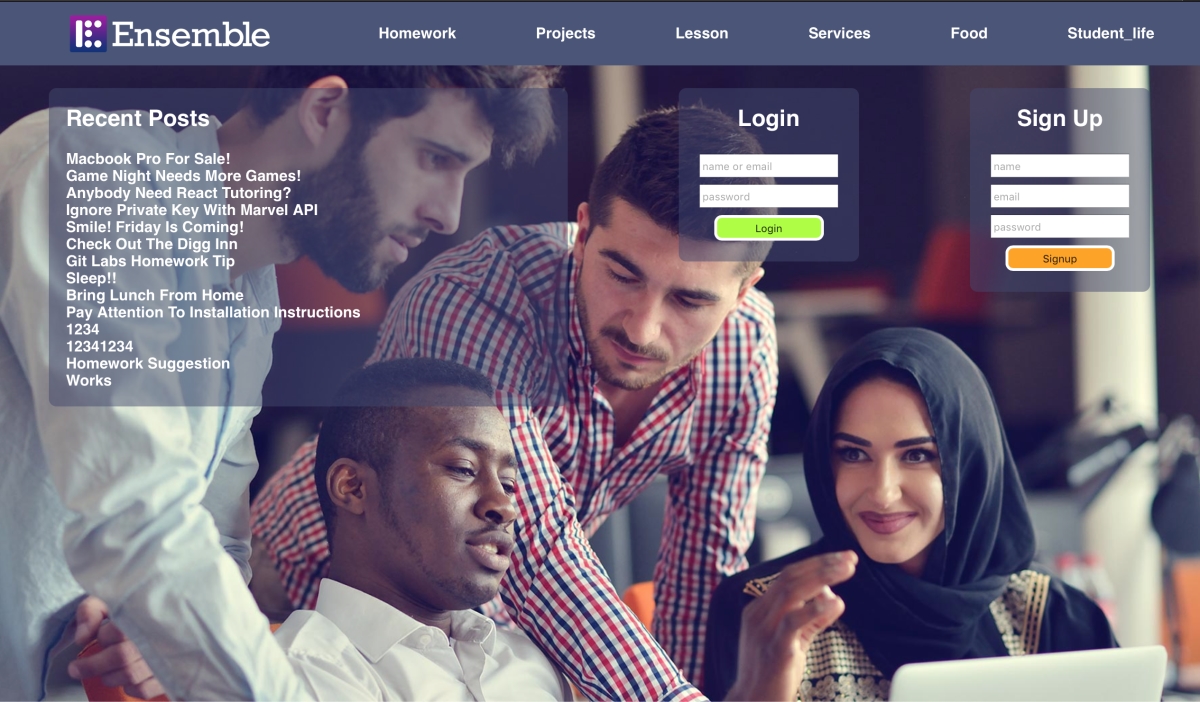 Ensemble
Homework
Projects
Lesson
Services
Food
Student_life
Recent Posts
Macbook Pro For Sale!
Game Night Needs More Games!
Anybody Need React Tutoring?
Ignore Private Key With Marvel API
Smile! Friday Is Coming!
Check Out The Digg Inn
Git Labs Homework Tip
Sleep!!
Bring Lunch From Home
Pay Attention To Installation Instructions
1234
12341234
Homework Suggestion
Works
Login
name or email
password
Login
Sign Up
name
email
password
Signup